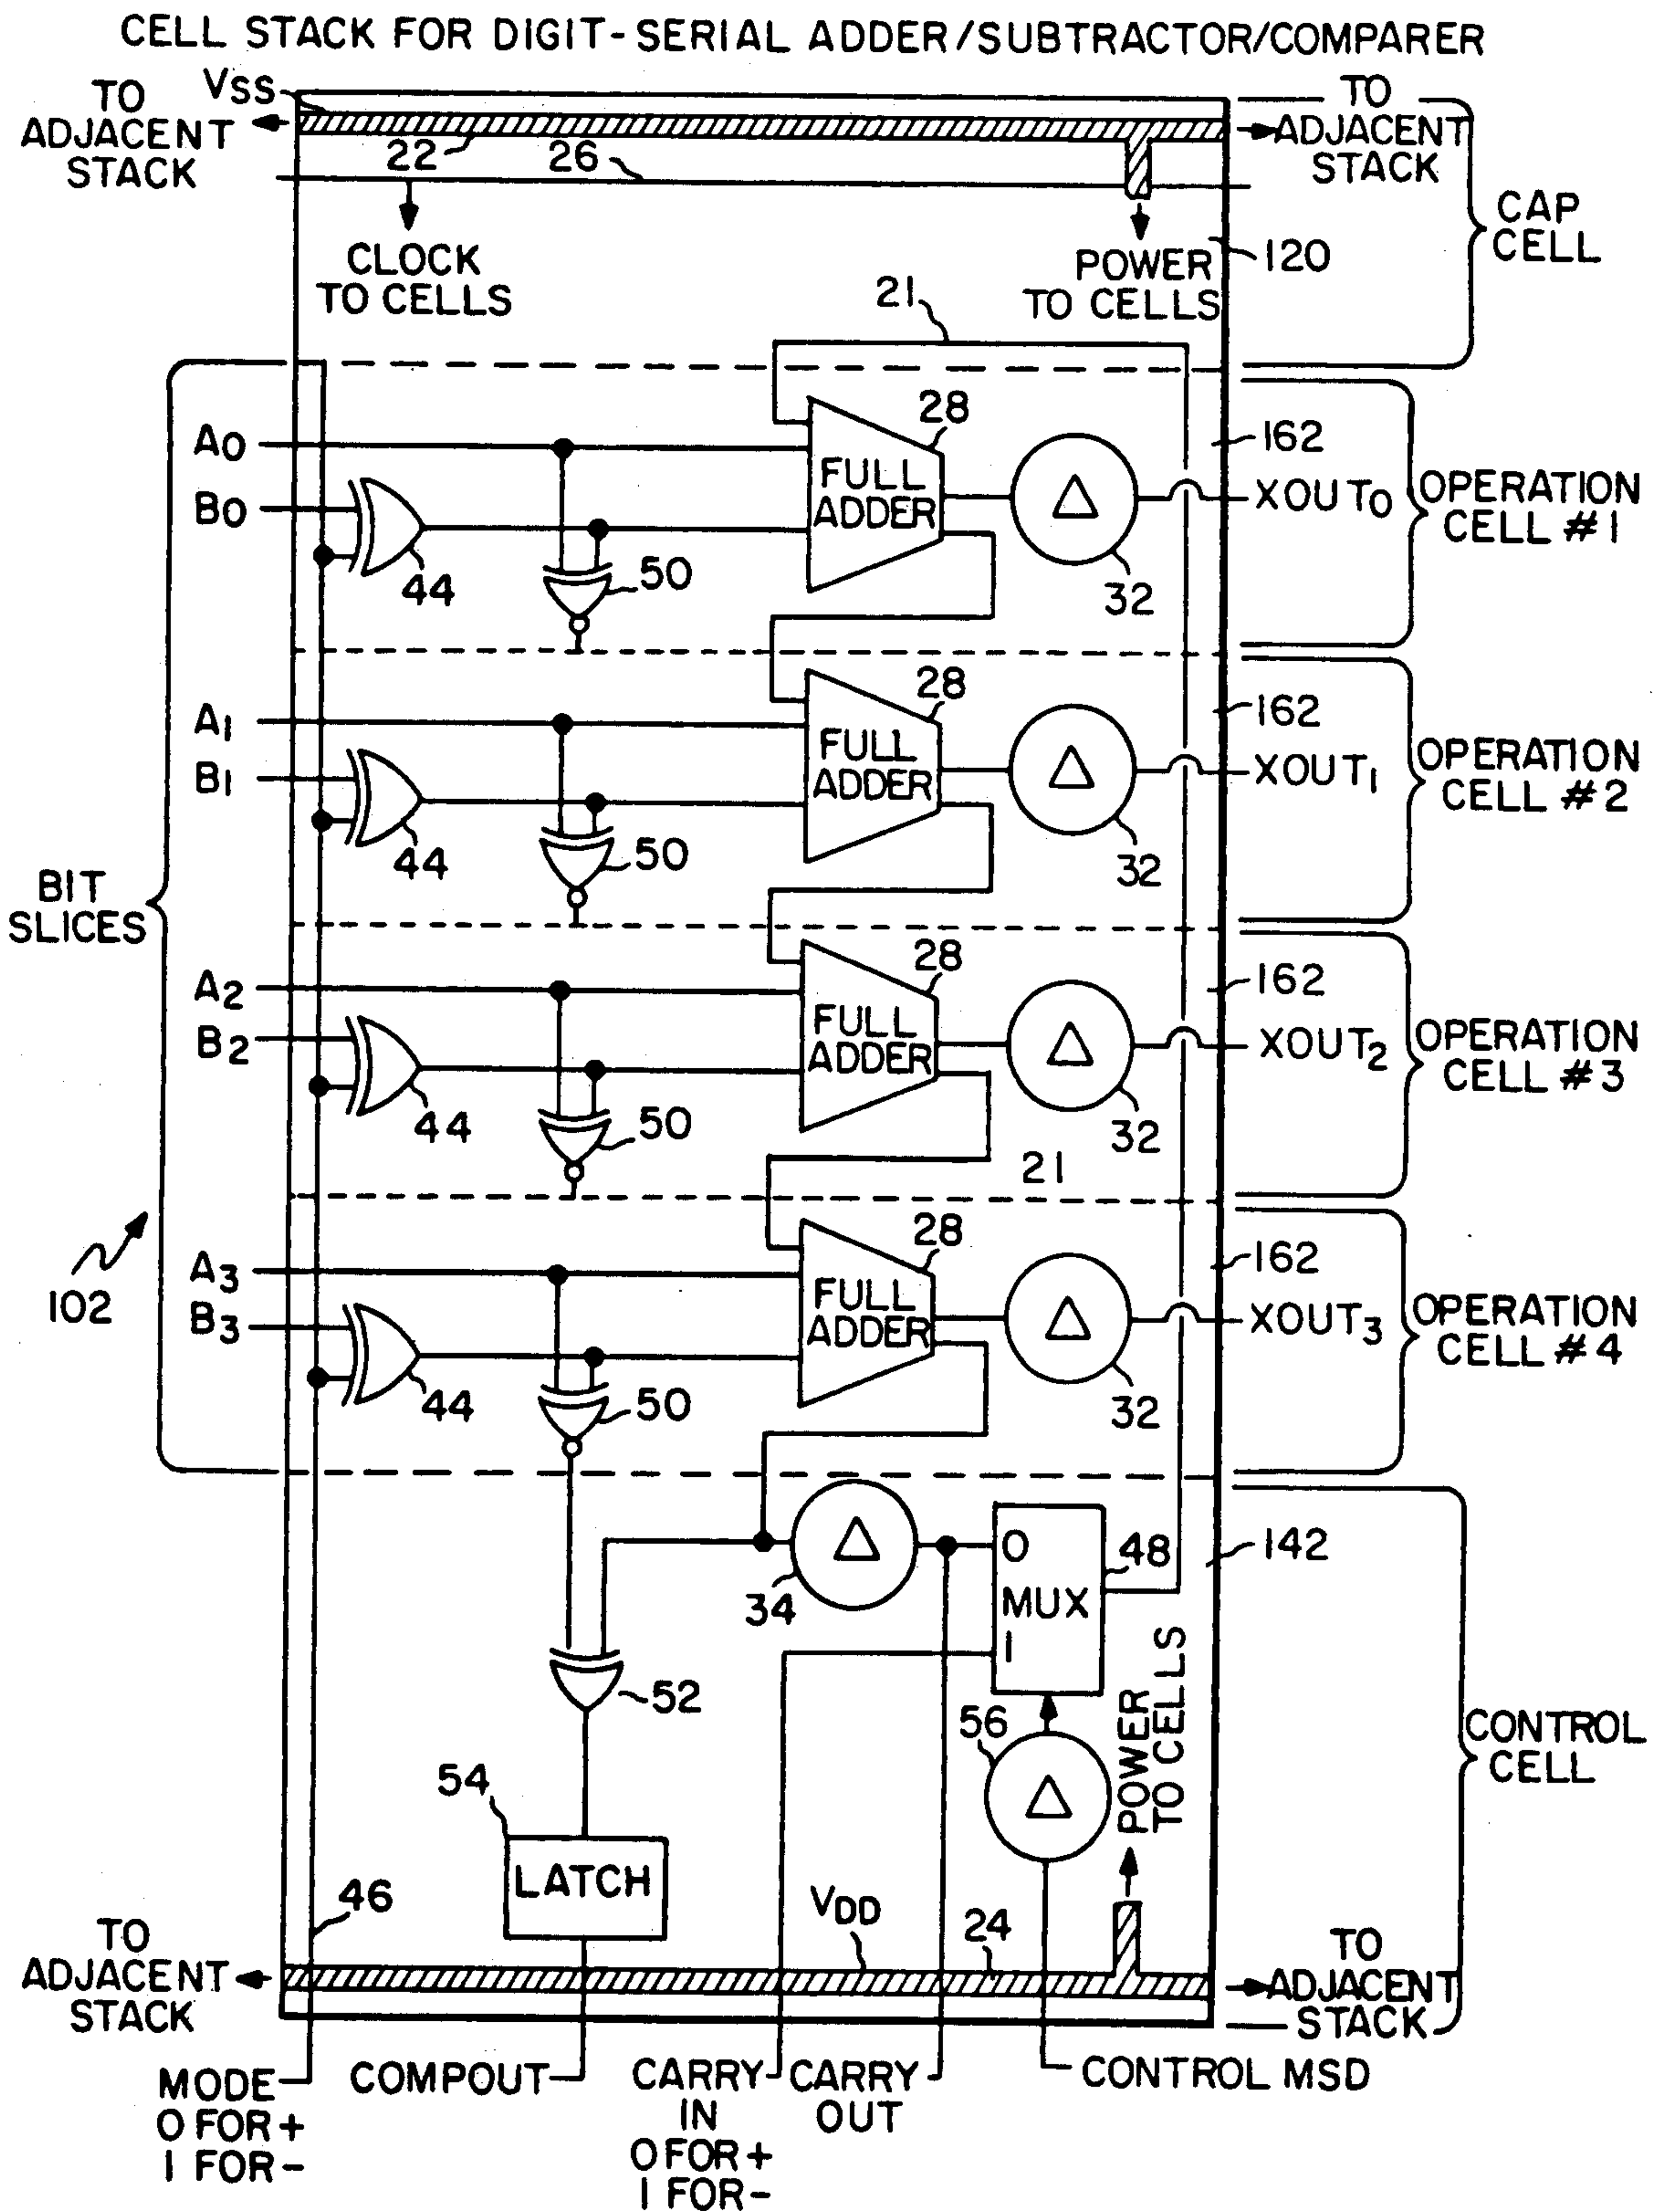 CELL STACK FOR DIGIT-SERIAL ADDER/SUBTRACTOR/COMPARER
VSS
TO
ADJACENT
STACK
TO
ADJACENT
STACK
22
26
CAP
CELL
CLOCK
TO CELLS
POWER
TO CELLS
120
21
28
A0
B0
FULL
ADDER
44
50
32
162
XOUT0
OPERATION
CELL #1
28
A1
B1
FULL
ADDER
44
50
32
162
XOUT1
OPERATION
CELL #2
BIT
SLICES
28
A2
B2
FULL
ADDER
44
50
32
162
XOUT2
OPERATION
CELL #3
21
102
28
A3
B3
FULL
ADDER
44
50
32
162
XOUT3
OPERATION
CELL #4
34
0
MUX
1
48
142
52
56
POWER
TO CELLS
CONTROL
CELL
54
LATCH
46
VDD
24
TO
ADJACENT
STACK
TO
ADJACENT
STACK
MODE
0 FOR +
1 FOR -
COMPOUT
CARRY
IN
0 FOR +
1 FOR -
CARRY
OUT
CONTROL MSD